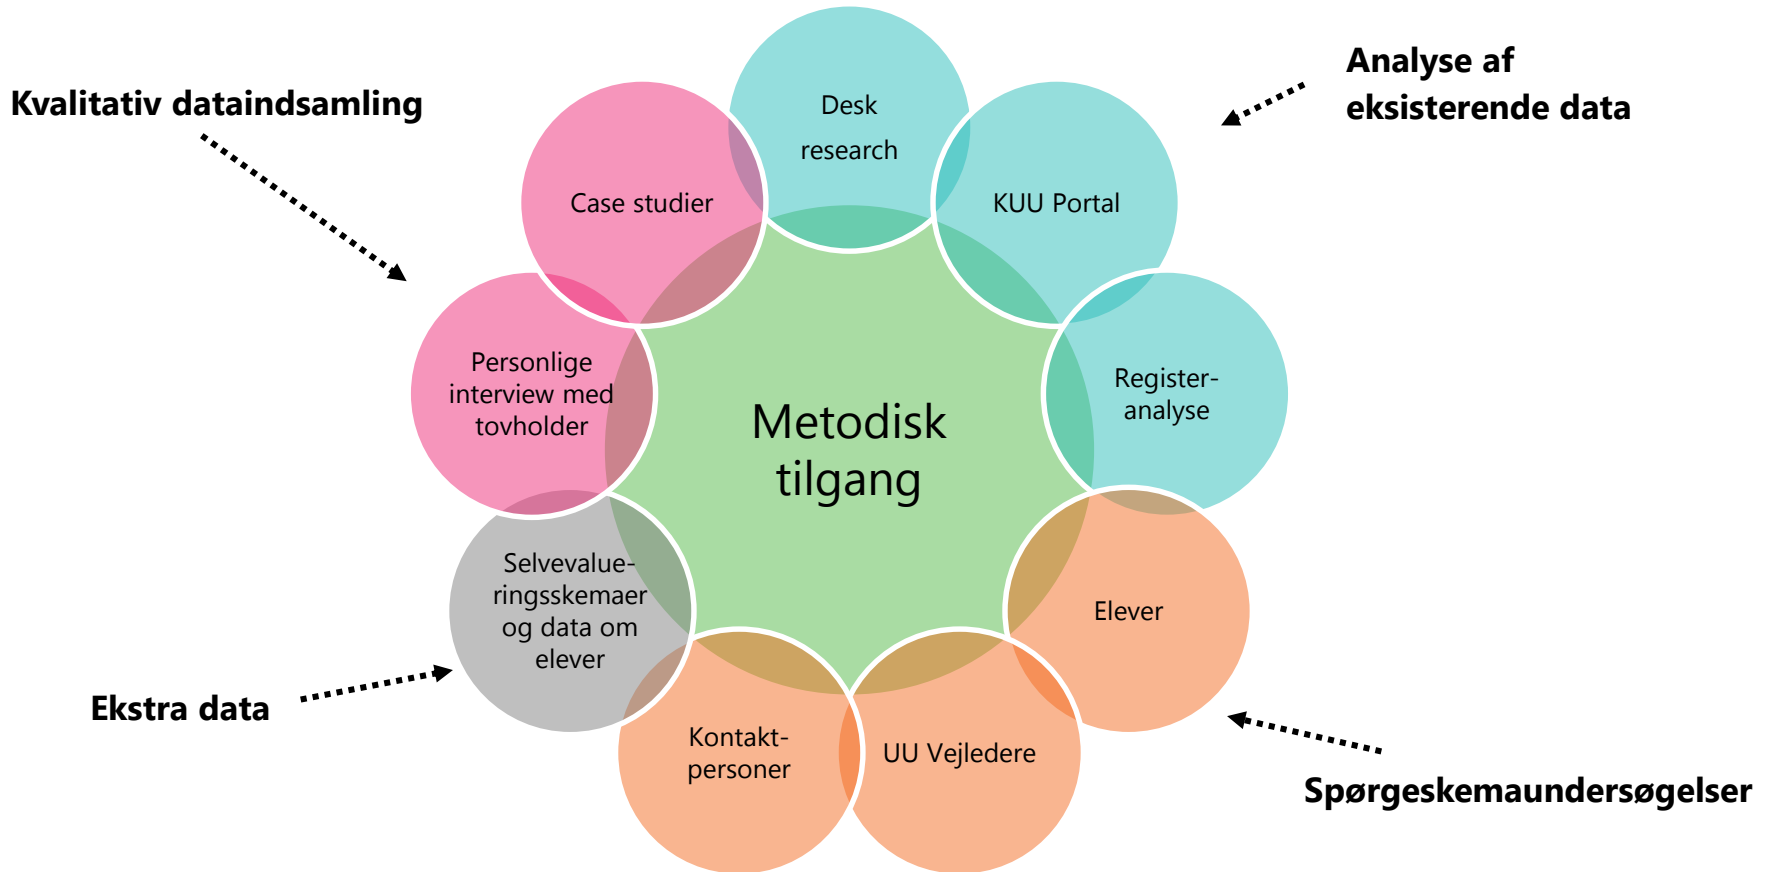 Kvalitativ dataindsamling
Analyse af
eksisterende data
Desk
research
KUU Portal
Case studier
Register-
analyse
Personlige
interview med
tovholder
Metodisk
tilgang
Elever
Selvevalue-
ringsskemaer
og data om
elever
Ekstra data
Kontakt-
personer
UU Vejledere
Spørgeskemaundersøgelser